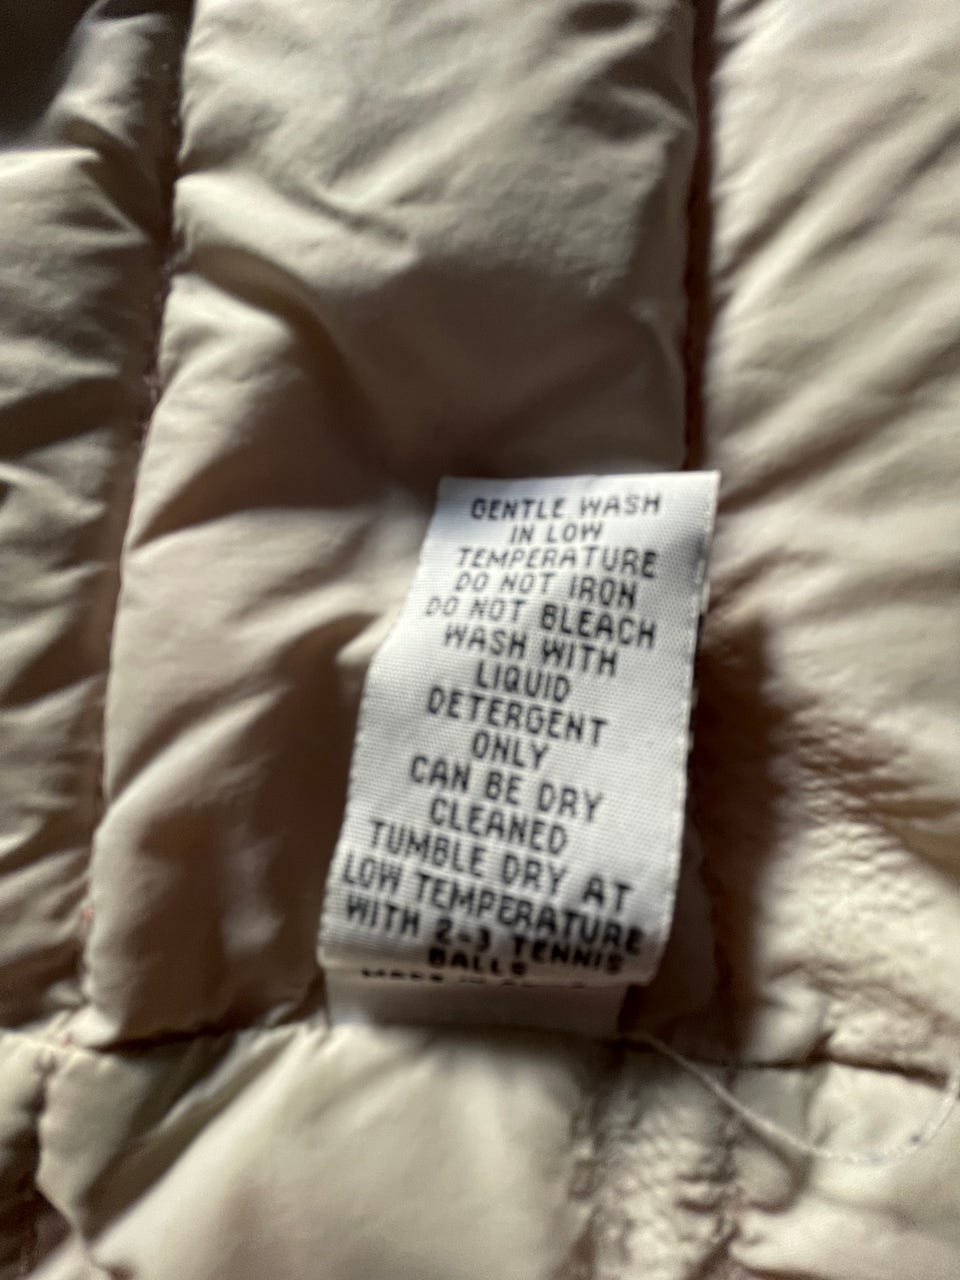 GENTLE WASH
IN LOW
TEMPERATURE
DO NOT IRON
DO NOT BLEACH
WASH WITH
LIQUID
DETERGENT
ONLY
CAN BE DRY
CLEANED
TUMBLE DRY AT
LOW TEMPERATURE
WITH 2-3 TENNIS
BALLS